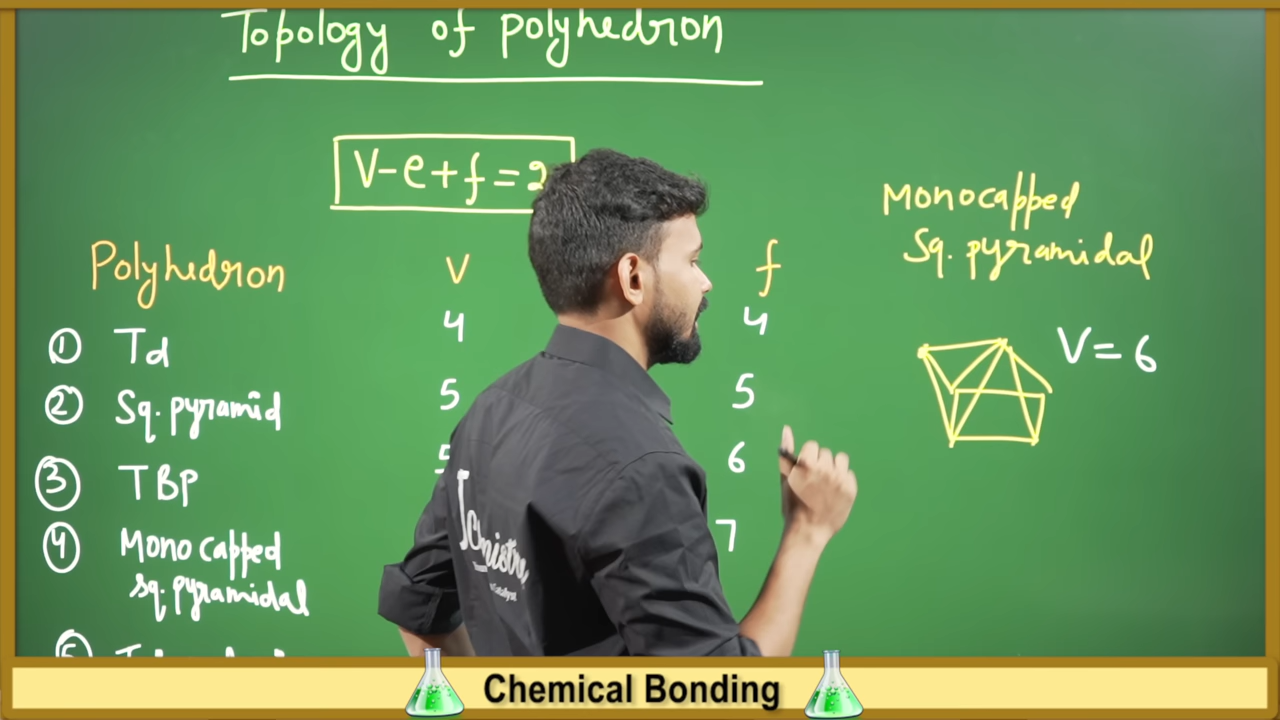 Topology of polyhedron
V-e+f=2
Monocapped
Sq. pyramidal
Polyhedron V f
① Td 4 4
② Sq. pyramid 5 5
③ TBP 5 6
④ Monocapped
sq. pyramidal 7
V=6
Chemical Bonding